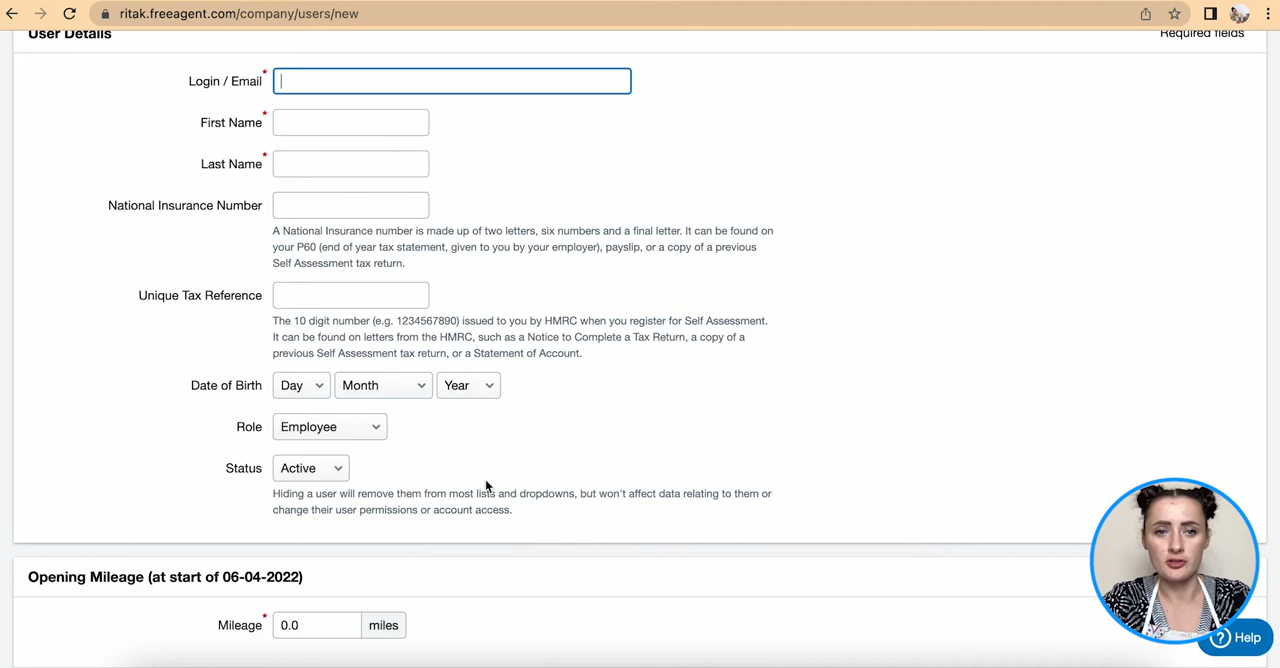 ritak.freeagent.com/company/users/new
User Details
Required fields
Login / Email*
First Name*
Last Name*
National Insurance Number
A National Insurance number is made up of two letters, six numbers and a final letter. It can be found on
your P60 (end of year tax statement, given to you by your employer), payslip, or a copy of a previous
Self Assessment tax return.
Unique Tax Reference
The 10 digit number (e.g. 1234567890) issued to you by HMRC when you register for Self Assessment.
It can be found on letters from the HMRC, such as a Notice to Complete a Tax Return, a copy of a
previous Self Assessment tax return, or a Statement of Account.
Date of Birth Day Month Year
Role Employee
Status Active
Hiding a user will remove them from most lists and dropdowns, but won't affect data relating to them or
change their user permissions or account access.
Opening Mileage (at start of 06-04-2022)
Mileage* 0.0 miles
? Help